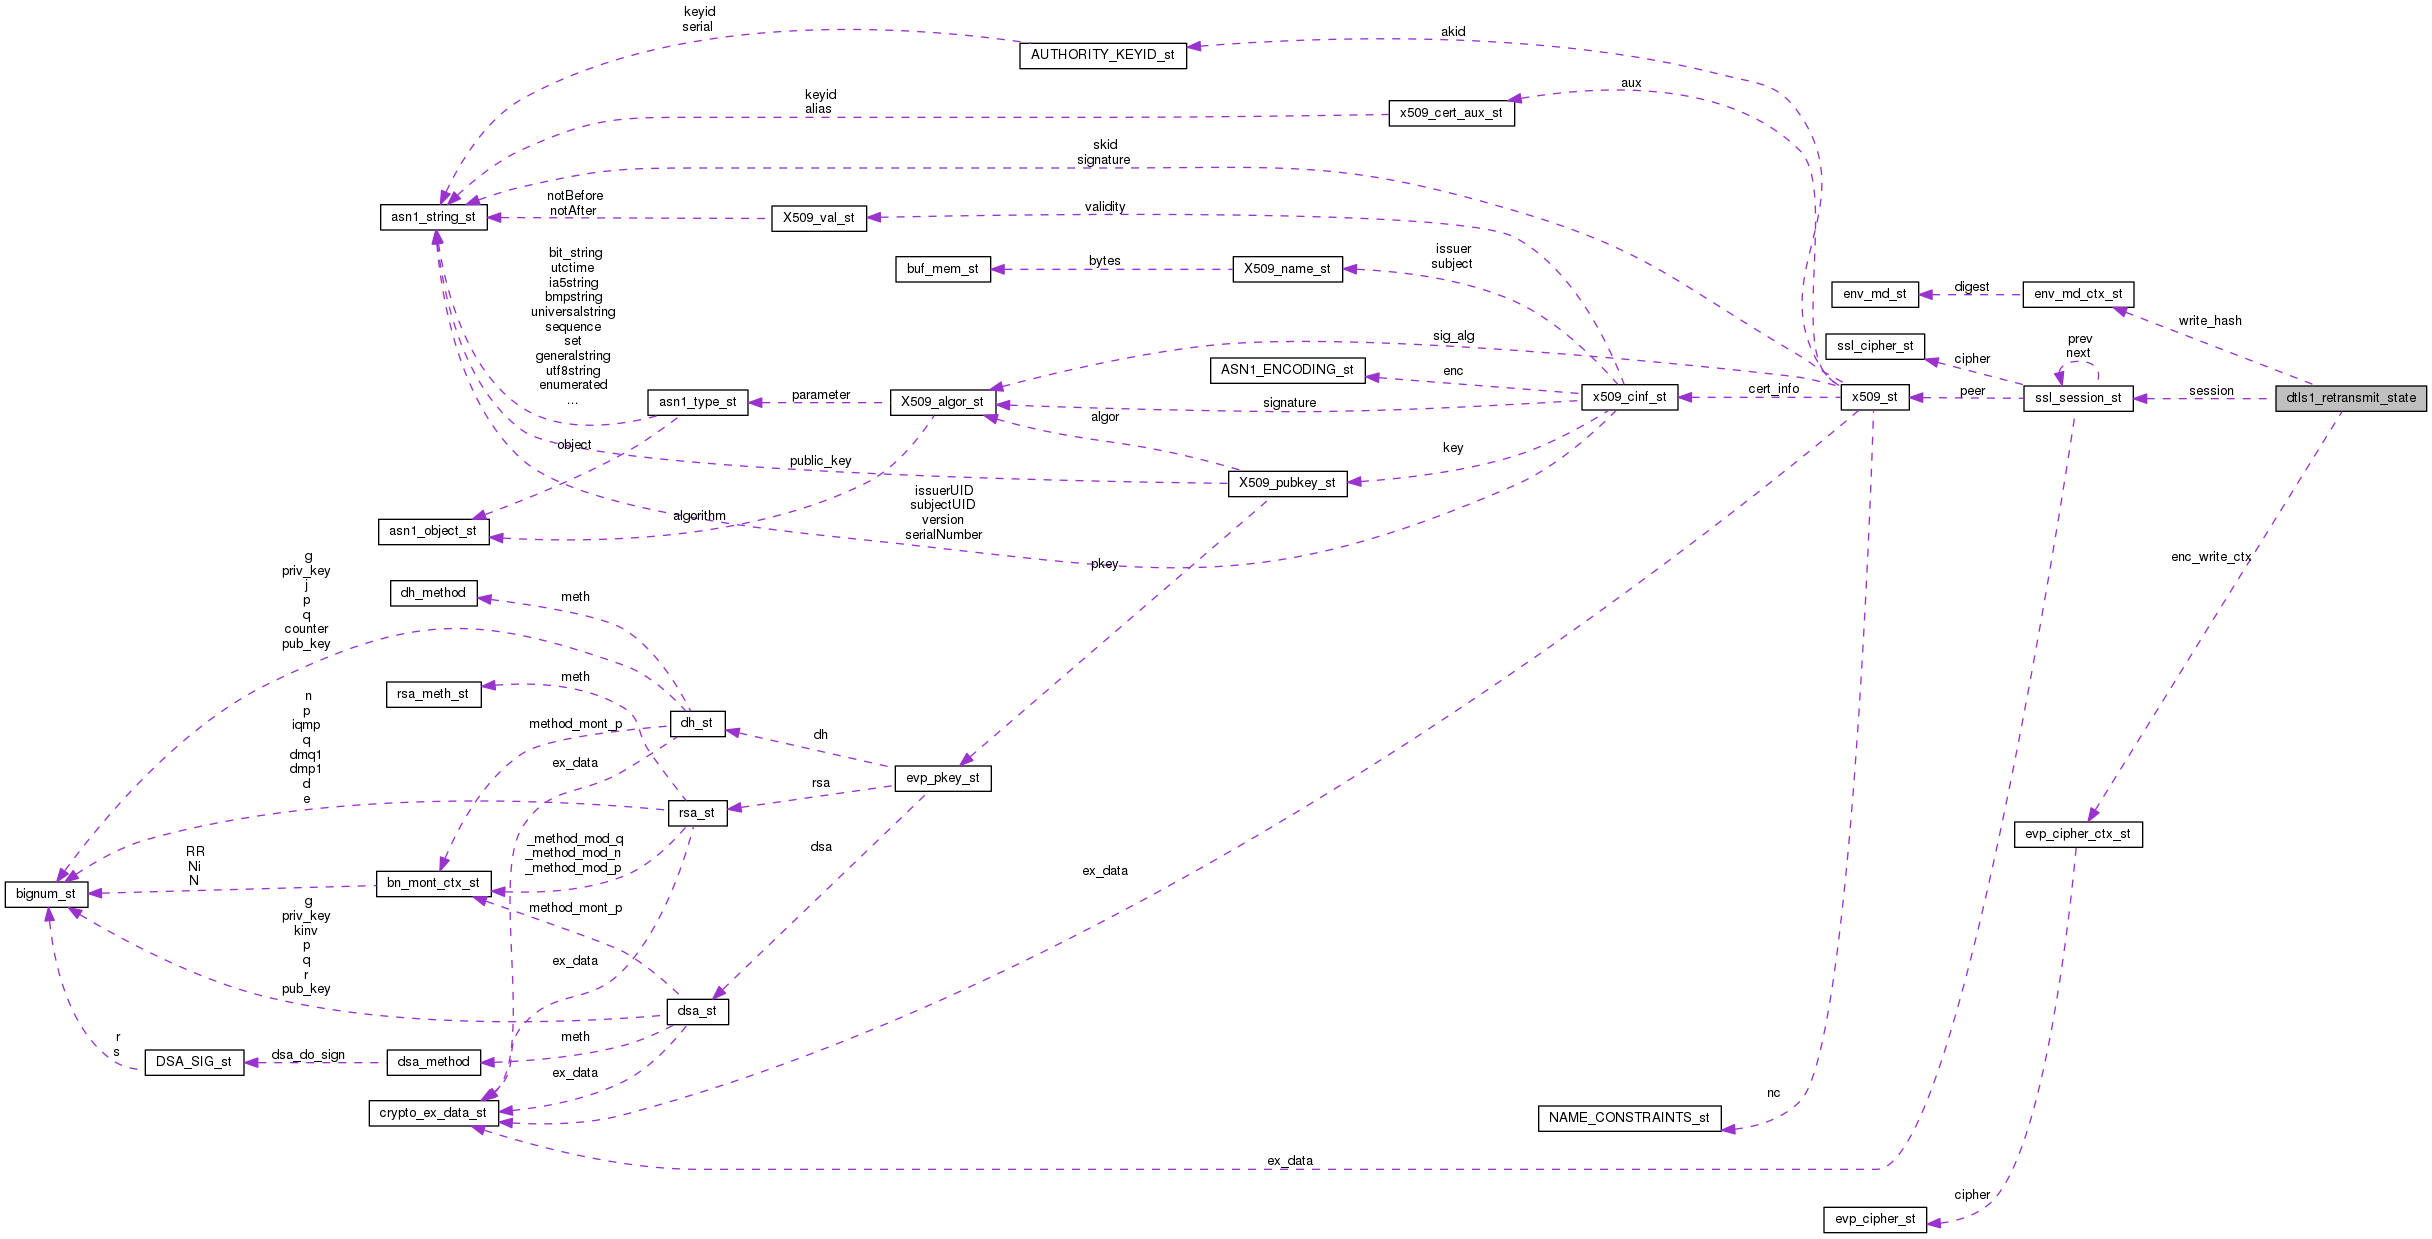 keyid
serial
akid
AUTHORITY_KEYID_st
aux
keyid
alias
x509_cert_aux_st
skid
signature
notBefore
notAfter
asn1_string_st
X509_val_st
validity
bit_string
utctime
ia5string
bmpstring
universalstring
sequence
set
generalstring
utf8string
enumerated
...
buf_mem_st
bytes
X509_name_st
issuer
subject
env_md_st
digest
env_md_ctx_st
write_hash
sig_alg
ssl_cipher_st
cipher
prev
next
ASN1_ENCODING_st
enc
asn1_type_st
parameter
X509_algor_st
signature
x509_cinf_st
cert_info
x509_st
peer
ssl_session_st
session
dtls1_retransmit_state
algor
object
public_key
key
X509_pubkey_st
issuerUID
subjectUID
version
serialNumber
algorithm
asn1_object_st
pkey
enc_write_ctx
g
priv_key
j
p
q
counter
pub_key
dh_method
meth
n
p
iqmp
q
dmq1
dmp1
d
e
rsa_meth_st
meth
method_mont_p
dh_st
dh
ex_data
evp_pkey_st
rsa
rsa_st
_method_mod_q
_method_mod_n
_method_mod_p
dsa
evp_cipher_ctx_st
RR
Ni
N
bignum_st
bn_mont_ctx_st
ex_data
g
priv_key
kinv
p
q
r
pub_key
method_mont_p
ex_data
dsa_st
r
s
DSA_SIG_st
dsa_do_sign
dsa_method
meth
ex_data
crypto_ex_data_st
nc
NAME_CONSTRAINTS_st
ex_data
cipher
evp_cipher_st